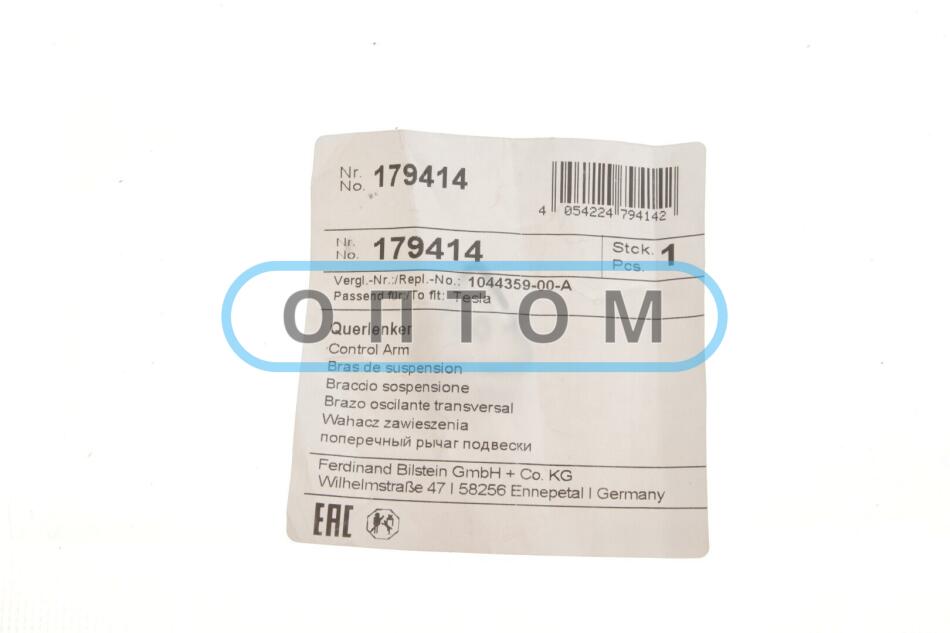 Nr.
No. 179414
4 054224 794142
Nr.
No. 179414
Stck.
Pcs. 1
Vergl.-Nr.:/Repl.-No.: 1044359-00-A
Passend für:/To fit: Tesla
ОПТОМ
Querlenker
Control Arm
Bras de suspension
Braccio sospensione
Brazo oscilante transversal
Wahacz zawieszenia
поперечный рычаг подвески
Ferdinand Bilstein GmbH + Co. KG
Wilhelmstraße 47 | 58256 Ennepetal | Germany
EAC